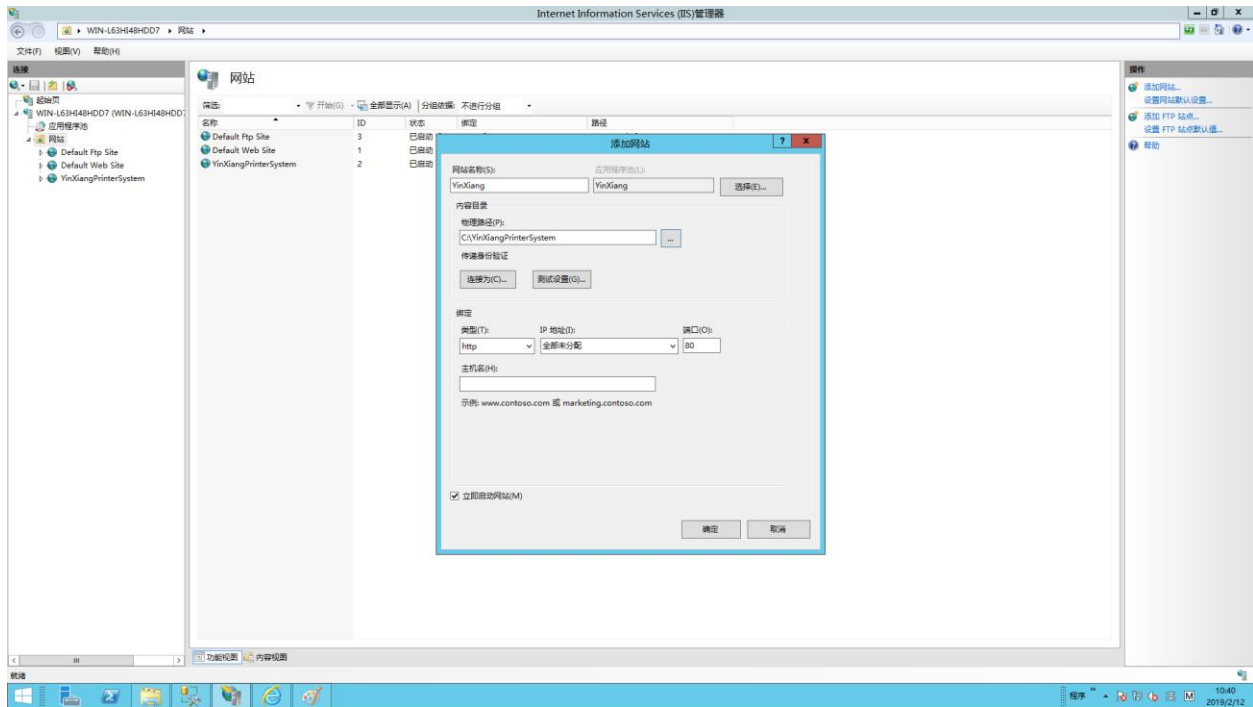 Internet Information Services (IIS)管理器
WIN-L63HI48HDD7 ▸ 网站 ▸
文件(F) 视图(V) 帮助(H)
连接
起始页
WIN-L63HI48HDD7 (WIN-L63HI48HDD7
应用程序池
网站
Default Ftp Site
Default Web Site
YinXiangPrinterSystem
网站
筛选: 开始(G) 全部显示(A) 分组依据: 不进行分组
名称 ID 状态 绑定 路径
Default Ftp Site 3 已启动
Default Web Site 1 已启动
YinXiangPrinterSystem 2 已启动
添加网站
? X
网站名称(S): 应用程序池(L):
YinXiang YinXiang 选择(E)...
内容目录
物理路径(P):
C:\YinXiangPrinterSystem ...
传递身份验证
连接为(C)... 测试设置(G)...
绑定
类型(T): IP 地址(I): 端口(O):
http 全部未分配 80
主机名(H):
示例: www.contoso.com 或 marketing.contoso.com
立即启动网站(M)
确定 取消
操作
添加网站...
设置网站默认设置...
添加 FTP 站点...
设置 FTP 站点默认值...
帮助
功能视图 内容视图
就绪
程序 M 10:40
2019/2/12